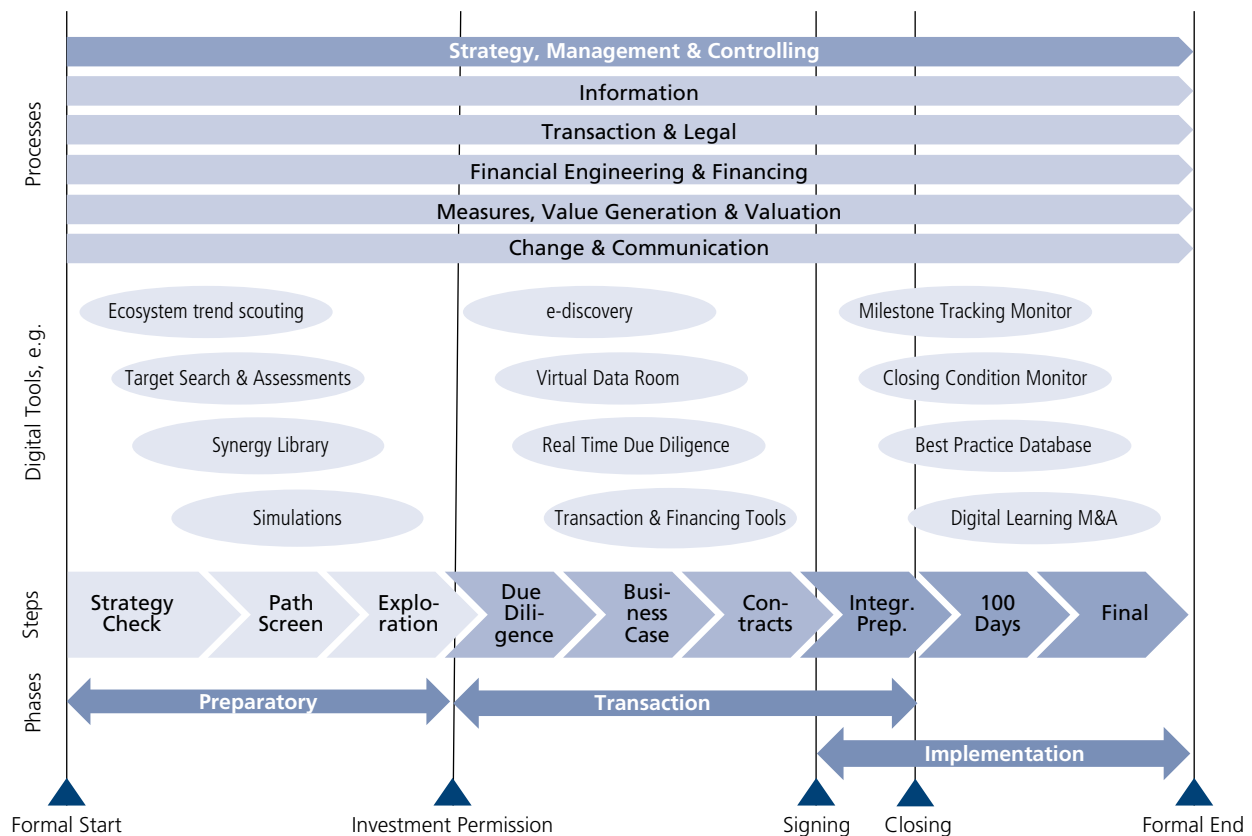 Processes
Strategy, Management & Controlling
Information
Transaction & Legal
Financial Engineering & Financing
Measures, Value Generation & Valuation
Change & Communication
Digital Tools, e.g.
Ecosystem trend scouting
e-discovery
Milestone Tracking Monitor
Target Search & Assessments
Virtual Data Room
Closing Condition Monitor
Synergy Library
Real Time Due Diligence
Best Practice Database
Simulations
Transaction & Financing Tools
Digital Learning M&A
Steps
Strategy
Check
Path
Screen
Explo-
ration
Due
Dili-
gence
Busi-
ness
Case
Con-
tracts
Integr.
Prep.
100
Days
Final
Phases
Preparatory
Transaction
Implementation
Formal Start
Investment Permission
Signing
Closing
Formal End